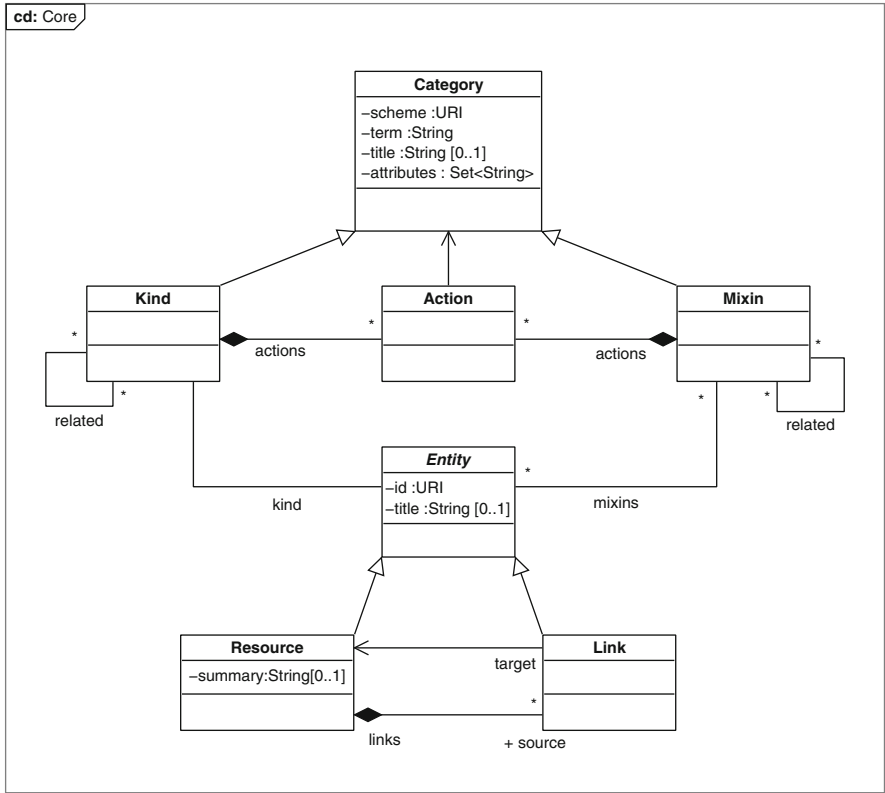 cd: Core
Category
–scheme :URI
–term :String
–title :String [0..1]
–attributes : Set<String>
Kind
Action
Mixin
*
*
*
*
actions
actions
*
*
related
*
*
related
Entity
–id :URI
–title :String [0..1]
*
kind
mixins
Resource
–summary:String[0..1]
Link
target
*
links
+ source